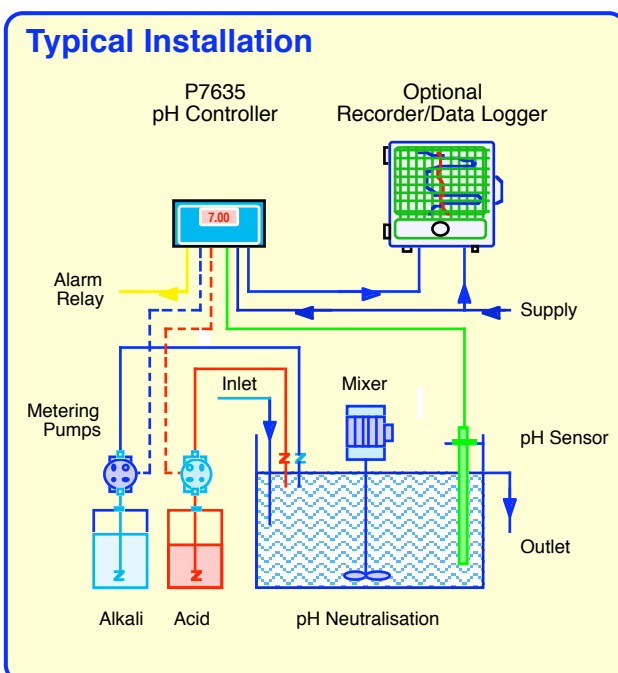 Typical Installation
P7635
pH Controller
Optional
Recorder/Data Logger
7.00
Alarm
Relay
Supply
Inlet
Mixer
Metering
Pumps
pH Sensor
Outlet
Alkali
Acid
pH Neutralisation